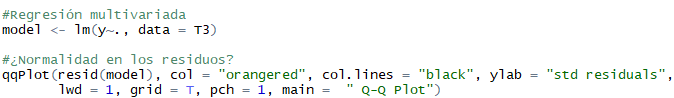 #Regresión multivariada
model <- lm(y~., data = T3)
#¿Normalidad en los residuos?
qqPlot(resid(model), col = "orangered", col.lines = "black", ylab = "std residuals",
lwd = 1, grid = T, pch = 1, main =  " Q-Q Plot")